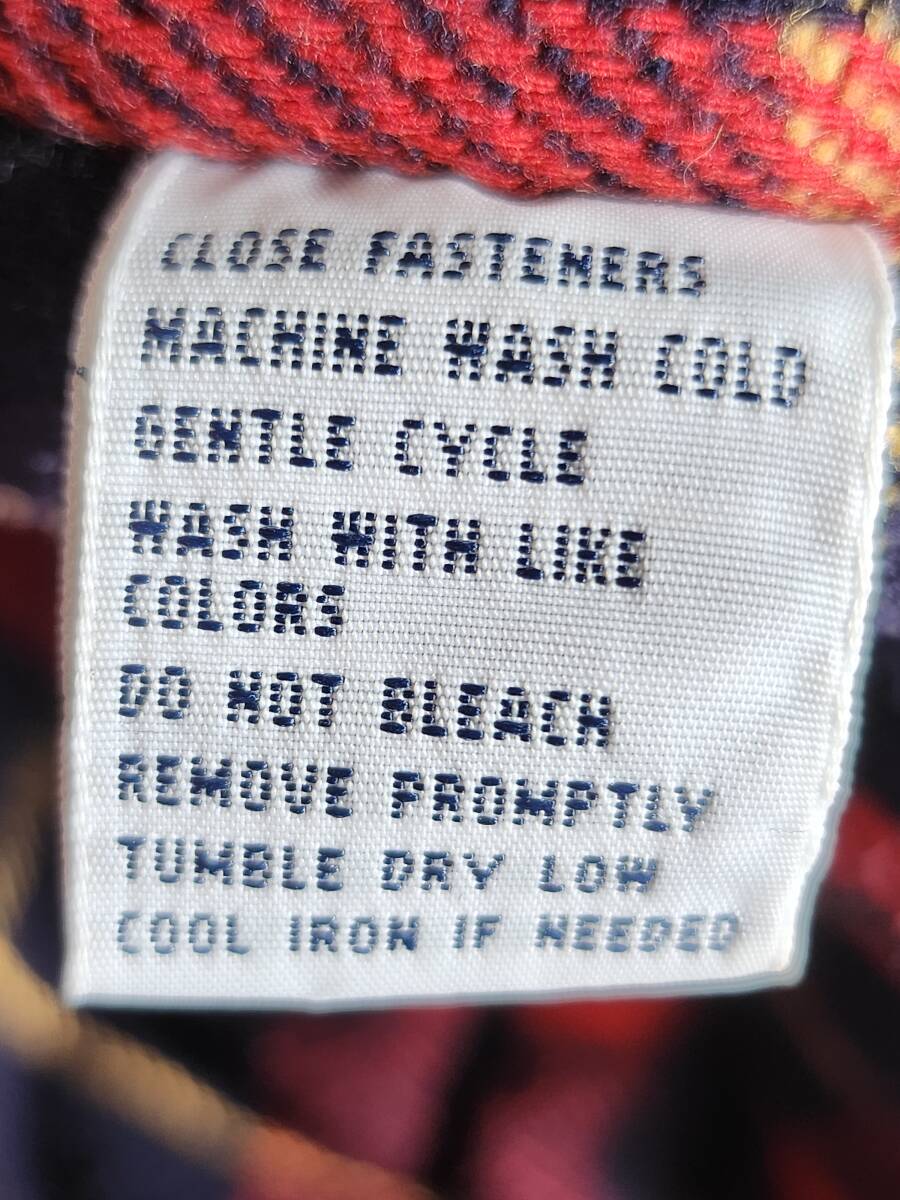 CLOSE FASTENERS
MACHINE WASH COLD
GENTLE CYCLE
WASH WITH LIKE
COLORS
DO NOT BLEACH
REMOVE PROMPTLY
TUMBLE DRY LOW
COOL IRON IF NEEDED